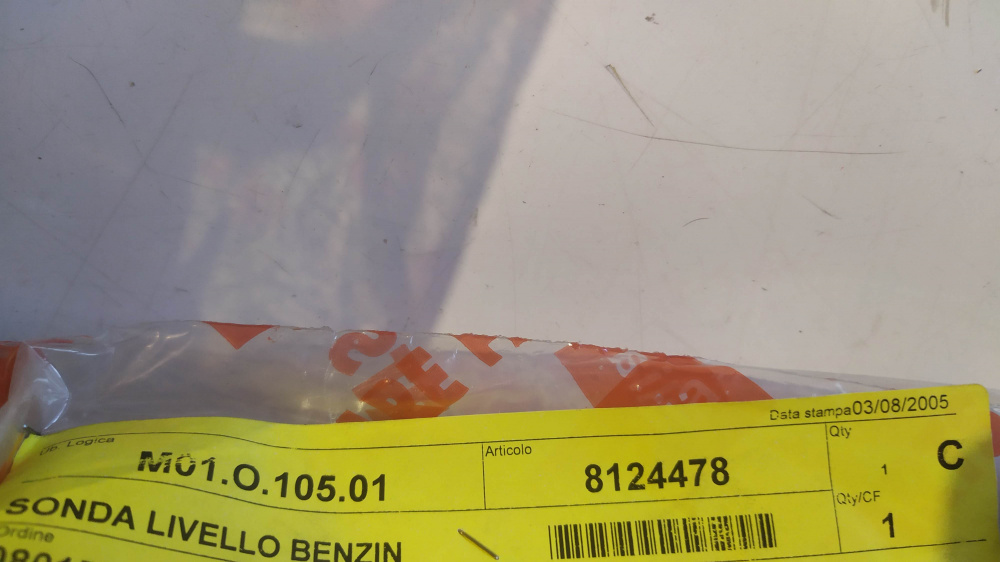 Data stampa03/08/2005
Ub. Logica
M01.O.105.01
Articolo
8124478
Qty
1
C
SONDA LIVELLO BENZIN
Qty/CF
1
Ordine